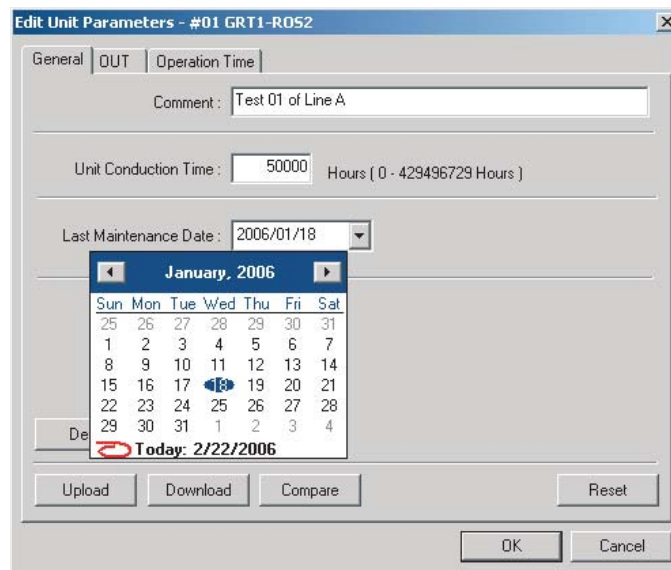 Edit Unit Parameters - #01 GRT1-ROS2
General OUT Operation Time
Comment : Test 01 of Line A
Unit Conduction Time : 50000 Hours ( 0 - 429496729 Hours )
Last Maintenance Date : 2006/01/18
January, 2006
Sun Mon Tue Wed Thu Fri Sat
25 26 27 28 29 30 31
1 2 3 4 5 6 7
8 9 10 11 12 13 14
15 16 17 18 19 20 21
22 23 24 25 26 27 28
29 30 31 1 2 3 4
Today: 2/22/2006
Upload Download Compare Reset
OK Cancel